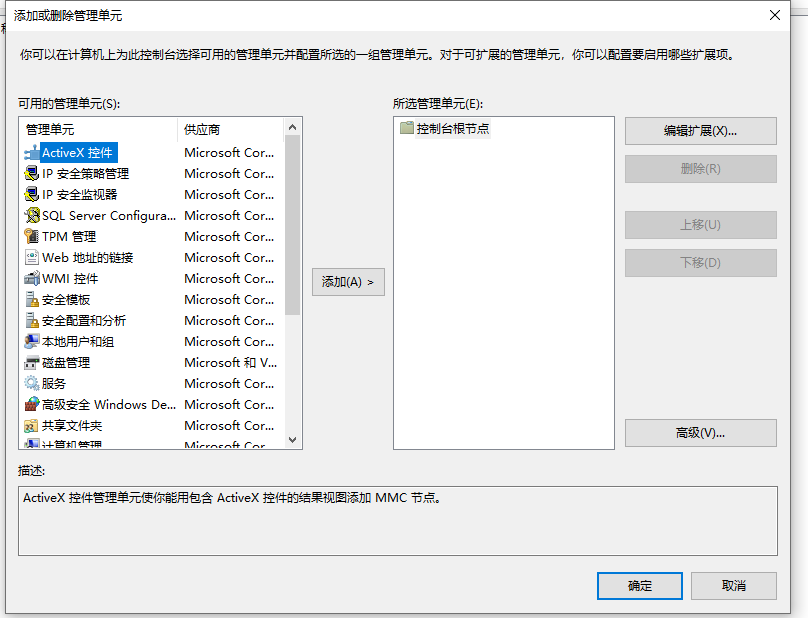 添加或删除管理单元
你可以在计算机上为此控制台选择可用的管理单元并配置所选的一组管理单元。对于可扩展的管理单元，你可以配置要启用哪些扩展项。
可用的管理单元(S):
管理单元 供应商
ActiveX 控件 Microsoft Cor...
IP 安全策略管理 Microsoft Cor...
IP 安全监视器 Microsoft Cor...
SQL Server Configura... Microsoft Cor...
TPM 管理 Microsoft Cor...
Web 地址的链接 Microsoft Cor...
WMI 控件 Microsoft Cor...
安全模板 Microsoft Cor...
安全配置和分析 Microsoft Cor...
本地用户和组 Microsoft Cor...
磁盘管理 Microsoft 和 V...
服务 Microsoft Cor...
高级安全 Windows De... Microsoft Cor...
共享文件夹 Microsoft Cor...
计算机管理 Microsoft Cor...
添加(A) >
所选管理单元(E):
控制台根节点
编辑扩展(X)...
删除(R)
上移(U)
下移(D)
高级(V)...
描述:
ActiveX 控件管理单元使你能用包含 ActiveX 控件的结果视图添加 MMC 节点。
确定 取消